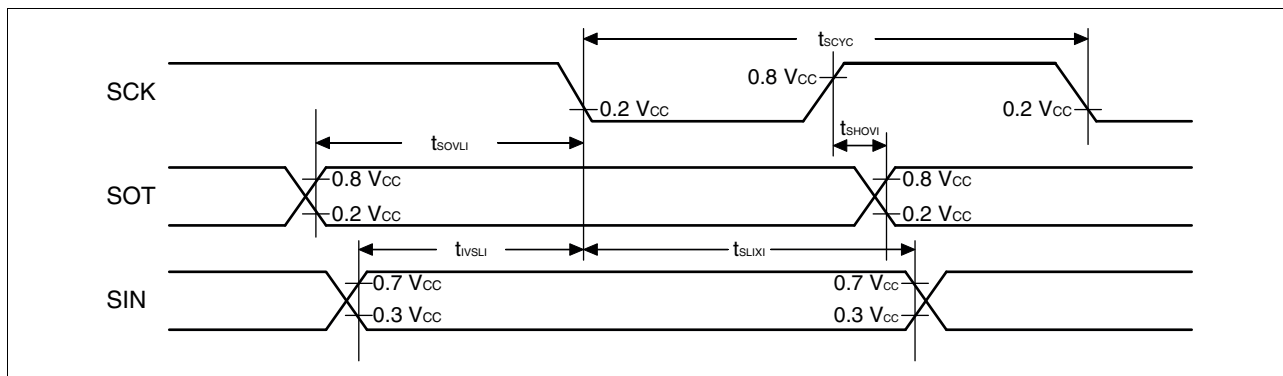 tSCYC
SCK
0.8 VCC
0.2 VCC
0.2 VCC
tSOVLI
tSHOVI
SOT
0.8 VCC
0.2 VCC
0.8 VCC
0.2 VCC
tIVSLI
tSLIXI
SIN
0.7 VCC
0.3 VCC
0.7 VCC
0.3 VCC